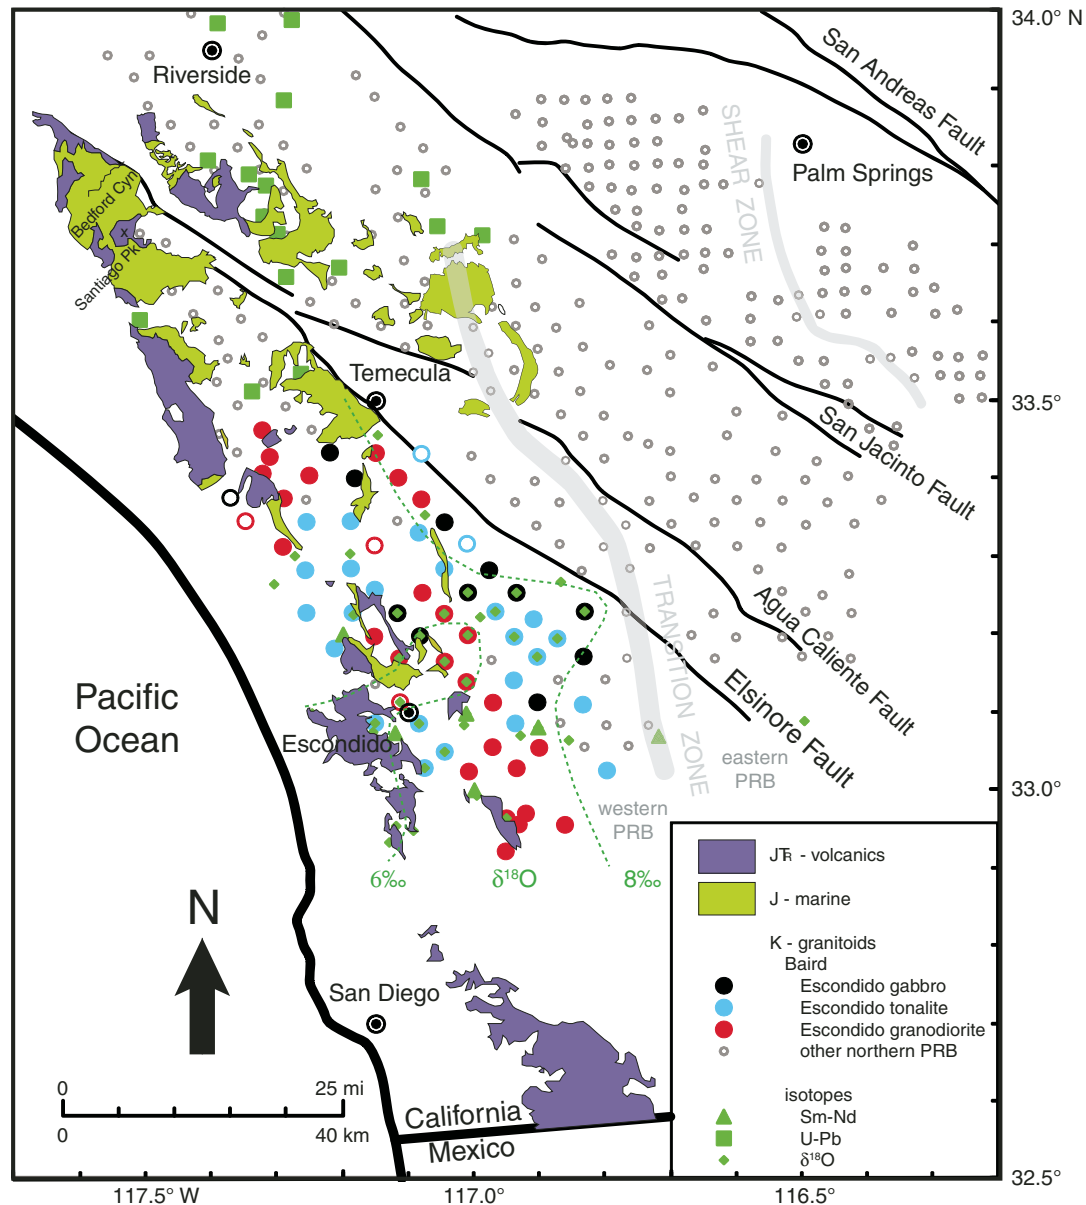 34.0° N
San Andreas Fault
Riverside
SHEAR ZONE
Palm Springs
Bedford Cyn
x
Santiago Pk
Temecula
33.5°
San Jacinto Fault
TRANSITION ZONE
Agua Caliente Fault
Elsinore Fault
Pacific
Ocean
Escondido
eastern
PRB
33.0°
western
PRB
6‰
δ18O
8‰
N
San Diego
0
25 mi
0
40 km
California
Mexico
JTR - volcanics
J - marine
K - granitoids
Baird
Escondido gabbro
Escondido tonalite
Escondido granodiorite
other northern PRB
isotopes
Sm-Nd
U-Pb
δ18O
32.5°
117.5° W
117.0°
116.5°